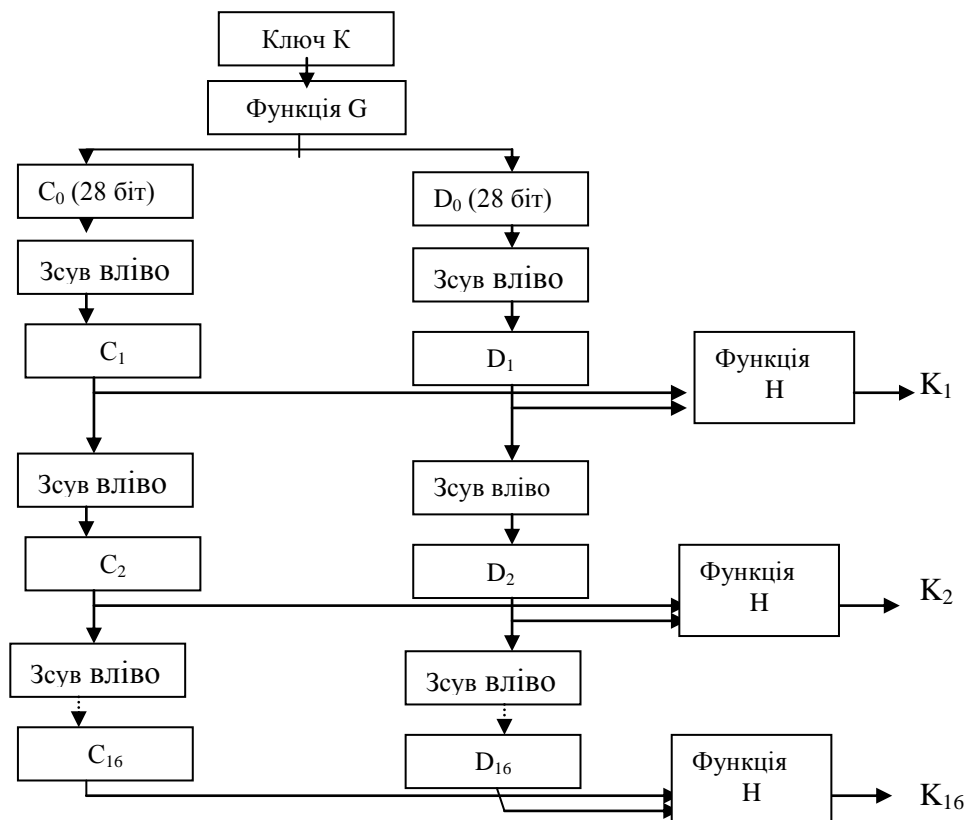 Ключ К
Функція G
C₀ (28 біт)
D₀ (28 біт)
Зсув вліво
Зсув вліво
C₁
D₁
Функція
Н
K₁
Зсув вліво
Зсув вліво
C₂
D₂
Функція
Н
K₂
Зсув вліво
Зсув вліво
C₁₆
D₁₆
Функція
Н
K₁₆